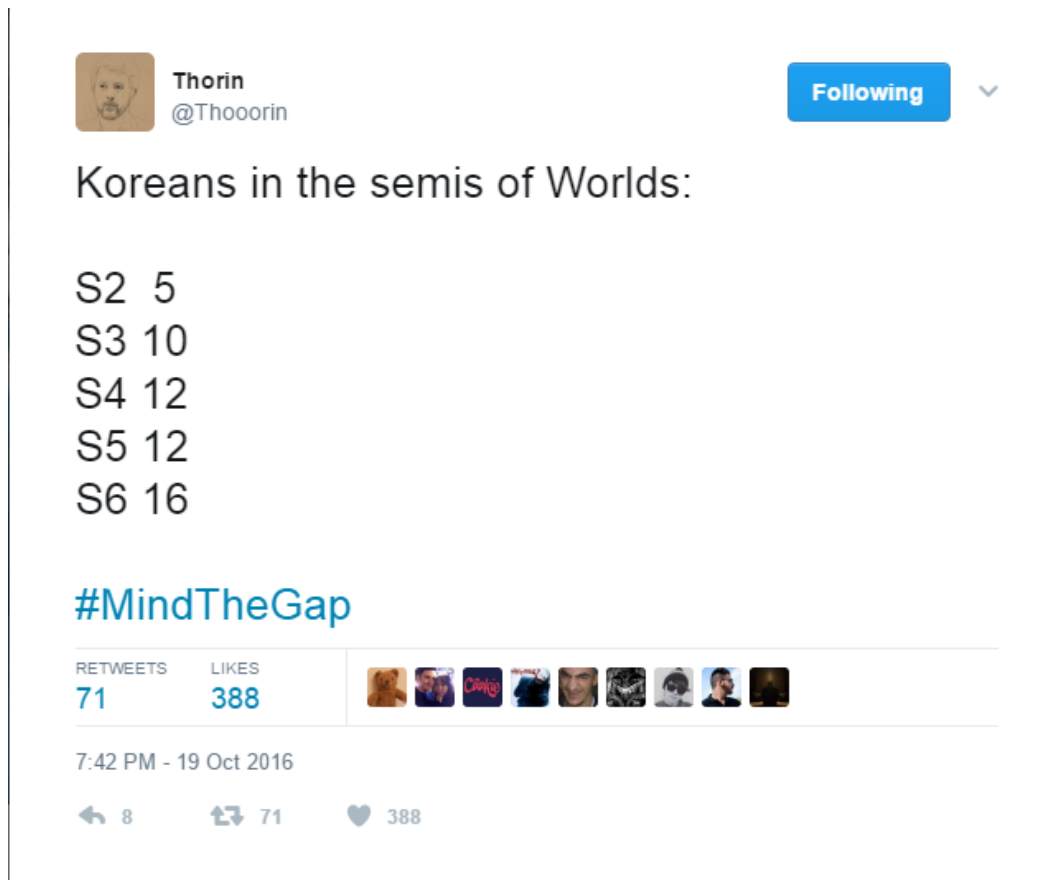 Thorin
@Thooorin
Following
Koreans in the semis of Worlds:
S2 5
S3 10
S4 12
S5 12
S6 16
#MindTheGap
RETWEETS LIKES
71 388
Cookie
7:42 PM - 19 Oct 2016
8 71 388